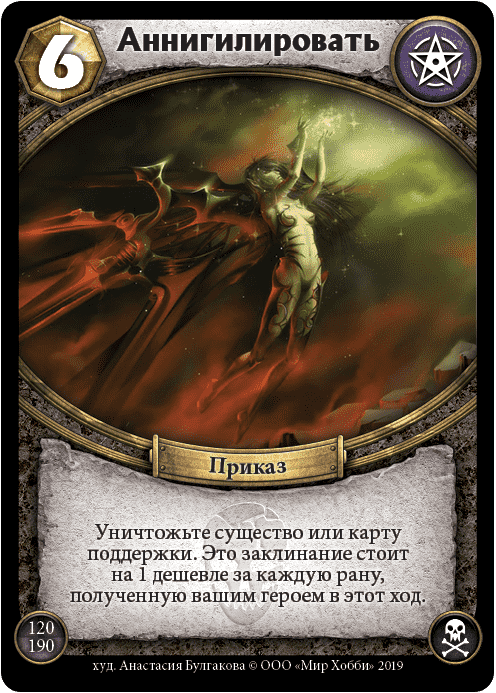 6
Аннигилировать
Приказ
Уничтожьте существо или карту
поддержки. Это заклинание стоит
на 1 дешевле за каждую рану,
полученную вашим героем в этот ход.
120
190
худ. Анастасия Булгакова © ООО «Мир Хобби» 2019